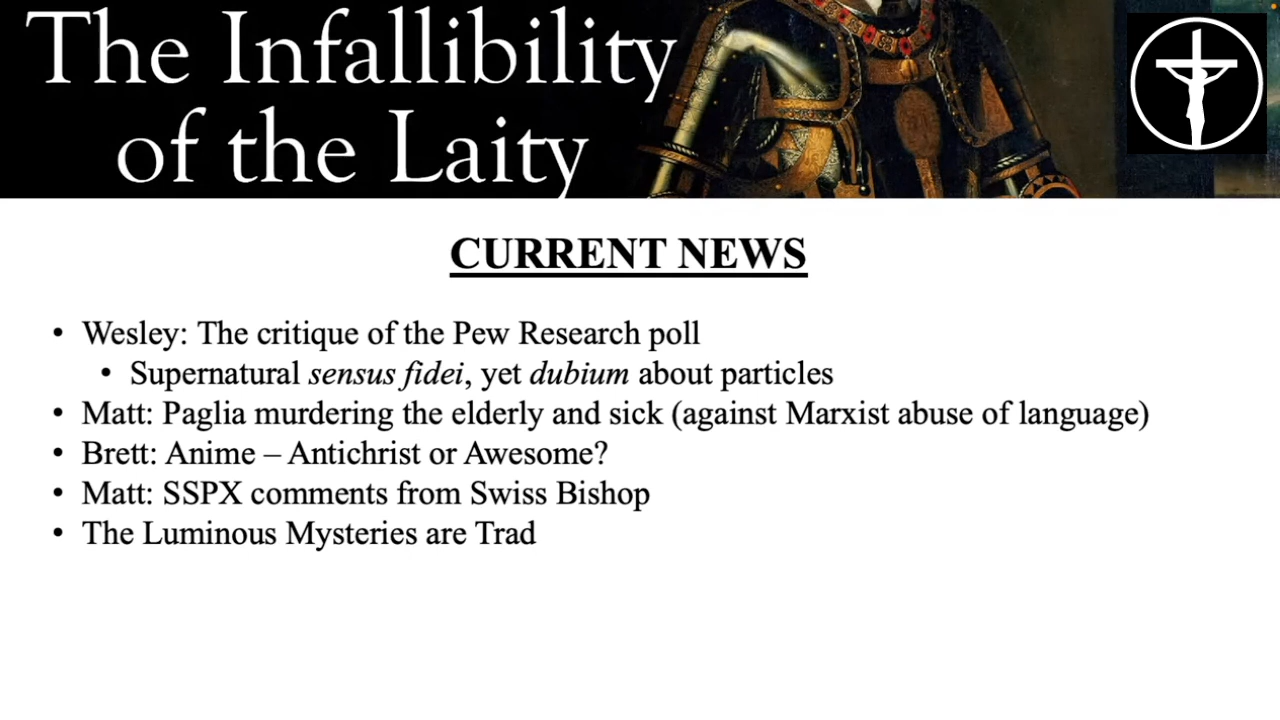 The Infallibility
of the Laity
CURRENT NEWS
• Wesley: The critique of the Pew Research poll
• Supernatural sensus fidei, yet dubium about particles
• Matt: Paglia murdering the elderly and sick (against Marxist abuse of language)
• Brett: Anime – Antichrist or Awesome?
• Matt: SSPX comments from Swiss Bishop
• The Luminous Mysteries are Trad